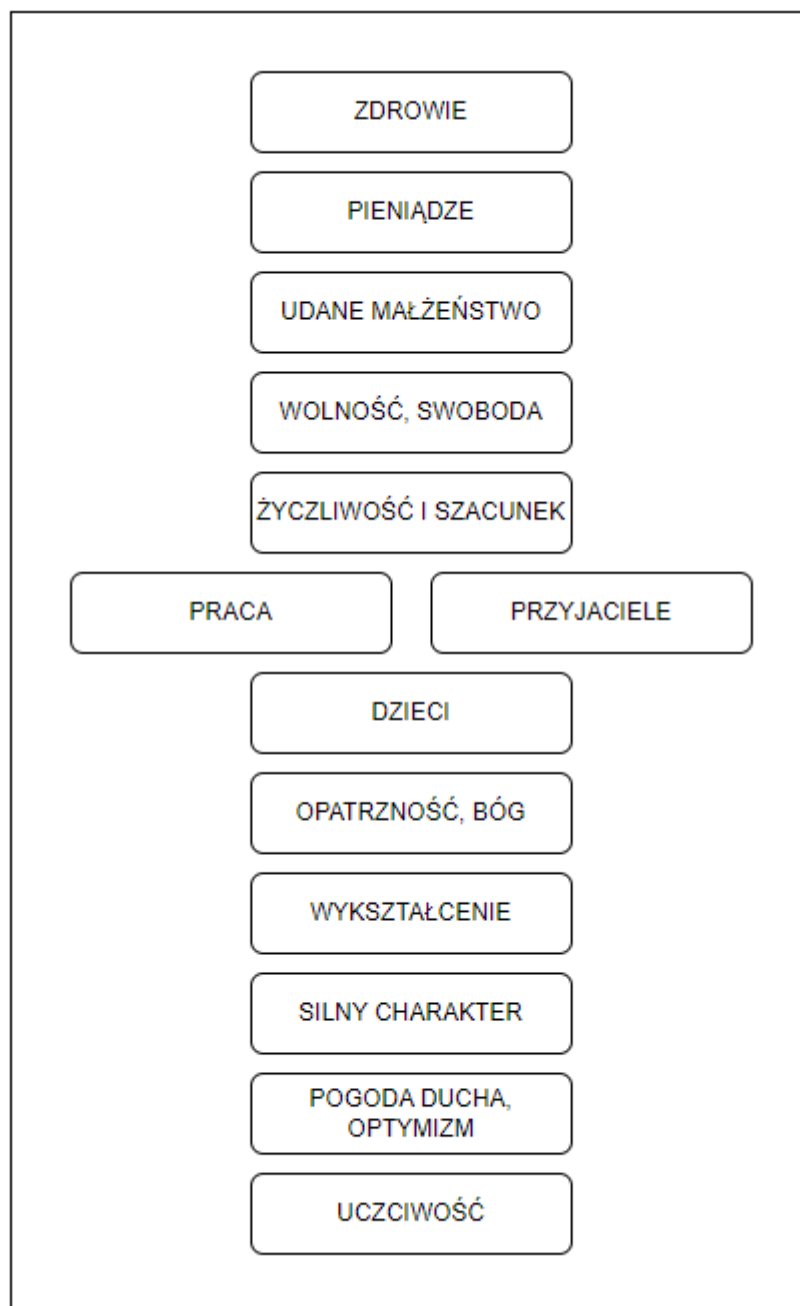 ZDROWIE
PIENIĄDZE
UDANE MAŁŻEŃSTWO
WOLNOŚĆ, SWOBODA
ŻYCZLIWOŚĆ I SZACUNEK
PRACA
PRZYJACIELE
DZIECI
OPATRZNOŚĆ, BÓG
WYKSZTAŁCENIE
SILNY CHARAKTER
POGODA DUCHA,
OPTYMIZM
UCZCIWOŚĆ